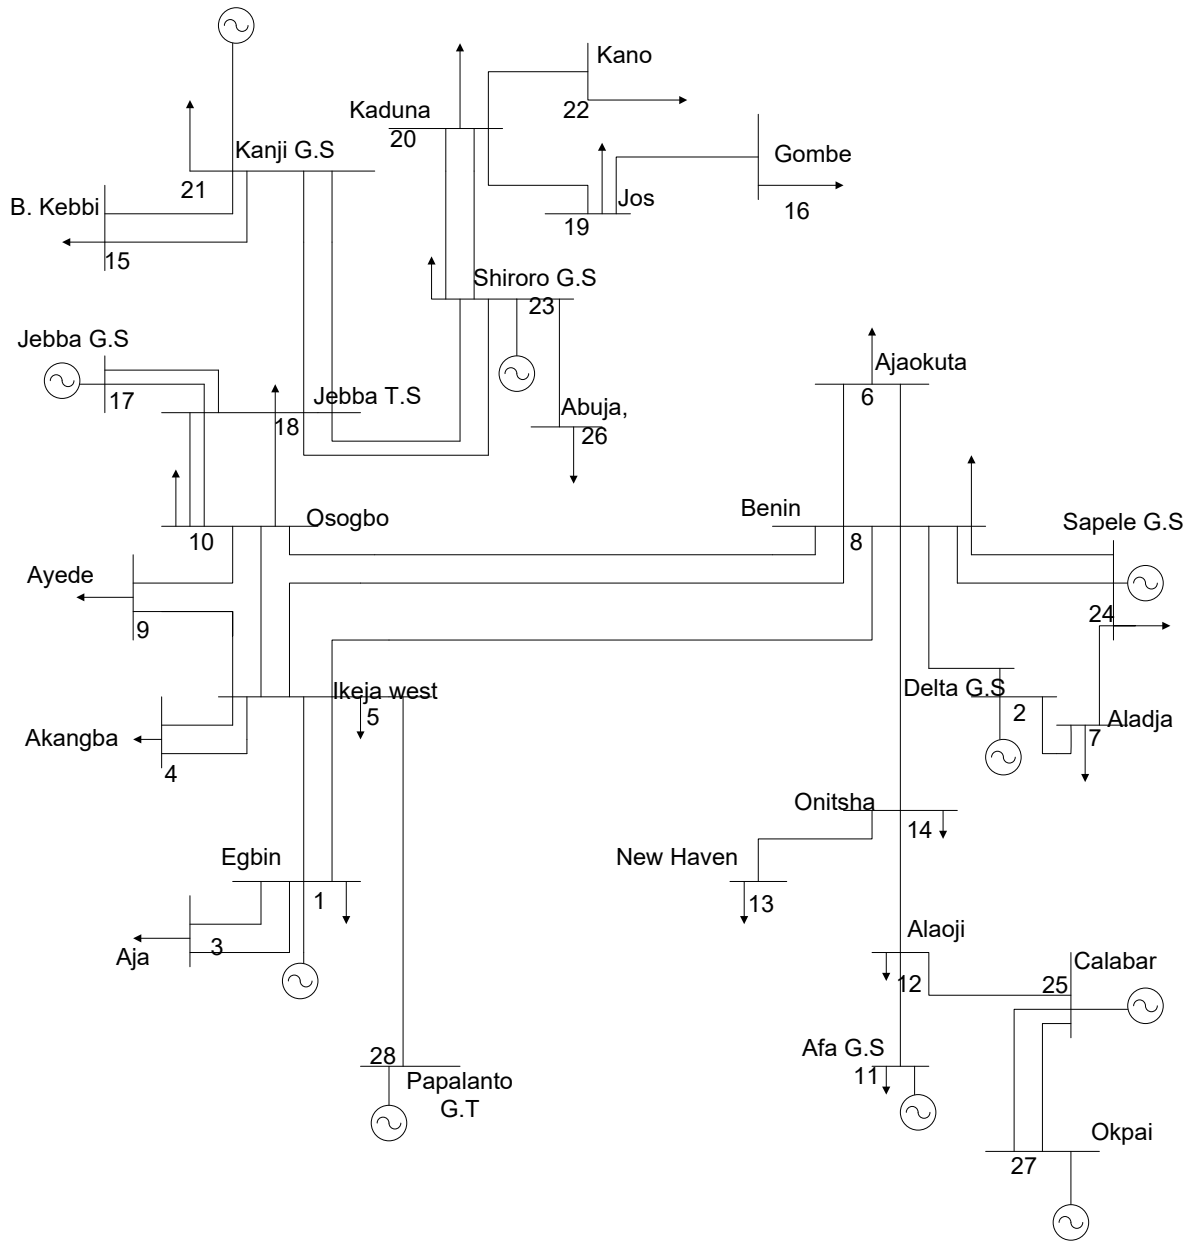 Kano
22
Kaduna
20
Gombe
16
Kanji G.S
21
Jos
19
B. Kebbi
15
Shiroro G.S
23
Jebba G.S
17
Jebba T.S
18
Abuja,
26
Ajaokuta
6
Osogbo
10
Benin
8
Sapele G.S
24
Ayede
9
Ikeja west
5
Delta G.S
2
Aladja
7
Akangba
4
Onitsha
14
Egbin
1
New Haven
13
Aja
3
Alaoji
12
Calabar
25
Afa G.S
11
28
Papalanto
G.T
Okpai
27